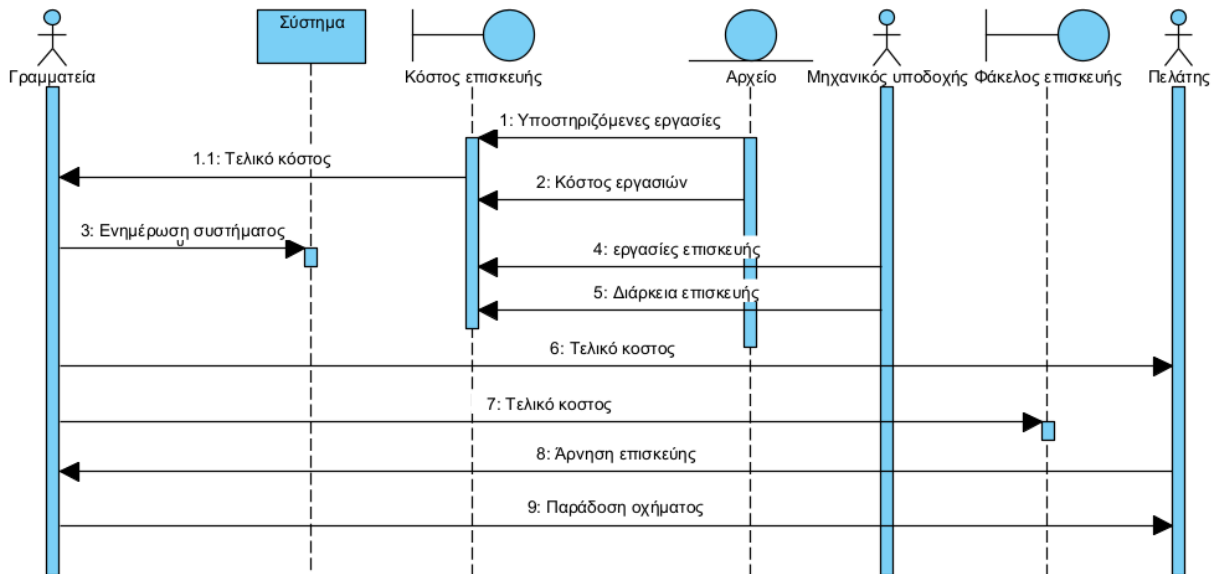 Σύστημα
Γραμματεία
Κόστος επισκευής
Αρχείο
Μηχανικός υποδοχής
Φάκελος επισκευής
Πελάτης
1: Υποστηριζόμενες εργασίες
1.1: Τελικό κόστος
2: Κόστος εργασιών
3: Ενημέρωση συστήματος
4: εργασίες επισκευής
5: Διάρκεια επισκευής
6: Τελικό κοστος
7: Τελικό κοστος
8: Άρνηση επισκεύης
9: Παράδοση οχήματος